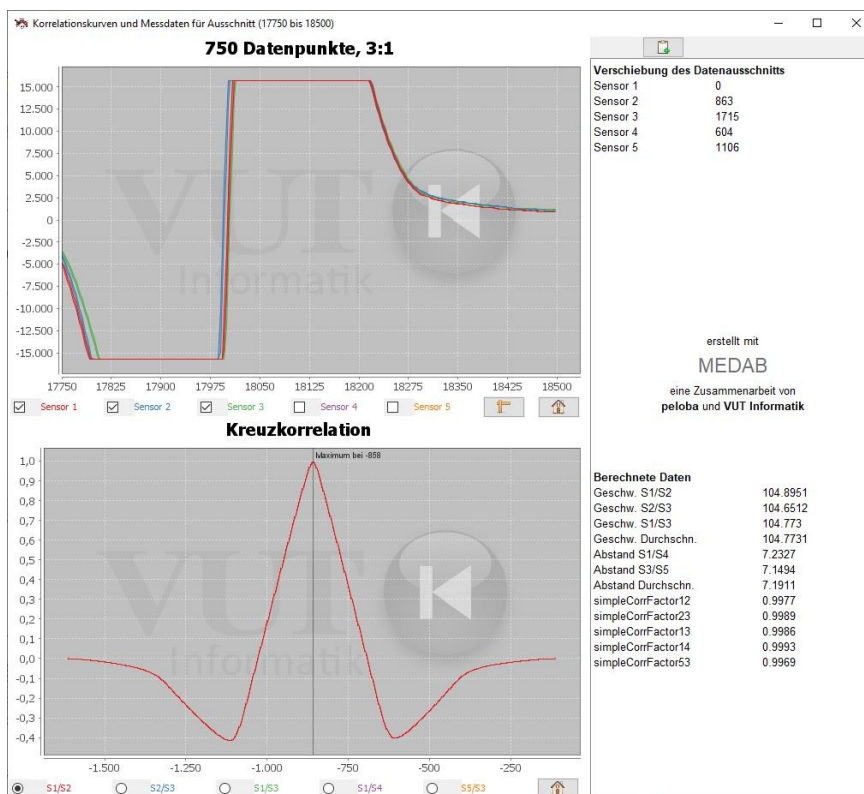 Korrelationskurven und Messdaten für Ausschnitt (17750 bis 18500)
750 Datenpunkte, 3:1
15.000
12.500
10.000
7.500
5.000
2.500
0
-2.500
-5.000
-7.500
-10.000
-12.500
-15.000
VUT
Informatik
17750 17825 17900 17975 18050 18125 18200 18275 18350 18425 18500
Sensor 1 Sensor 2 Sensor 3 Sensor 4 Sensor 5
Kreuzkorrelation
Maximum bei -858
1,0
0,9
0,8
0,7
0,6
0,5
0,4
0,3
0,2
0,1
0,0
-0,1
-0,2
-0,3
-0,4
VUT
Informatik
-1.500 -1.250 -1.000 -750 -500 -250
S1/S2 S2/S3 S1/S3 S1/S4 S5/S3
Verschiebung des Datenausschnitts
Sensor 1 0
Sensor 2 863
Sensor 3 1715
Sensor 4 604
Sensor 5 1106
erstellt mit
MEDAB
eine Zusammenarbeit von
peloba und VUT Informatik
Berechnete Daten
Geschw. S1/S2 104.8951
Geschw. S2/S3 104.6512
Geschw. S1/S3 104.773
Geschw. Durchschn. 104.7731
Abstand S1/S4 7.2327
Abstand S3/S5 7.1494
Abstand Durchschn. 7.1911
simpleCorrFactor12 0.9977
simpleCorrFactor23 0.9989
simpleCorrFactor13 0.9986
simpleCorrFactor14 0.9993
simpleCorrFactor53 0.9969